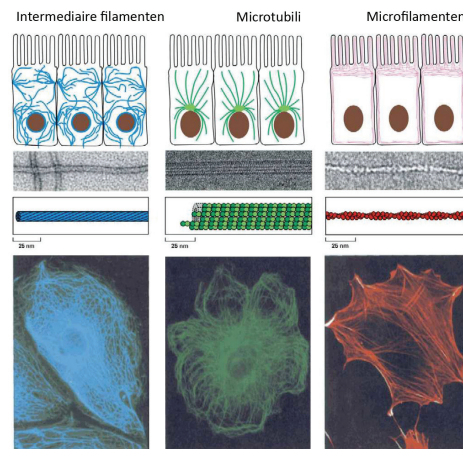 Intermediaire filamenten
Microtubili
Microfilamenten
25 nm
25 nm
25 nm